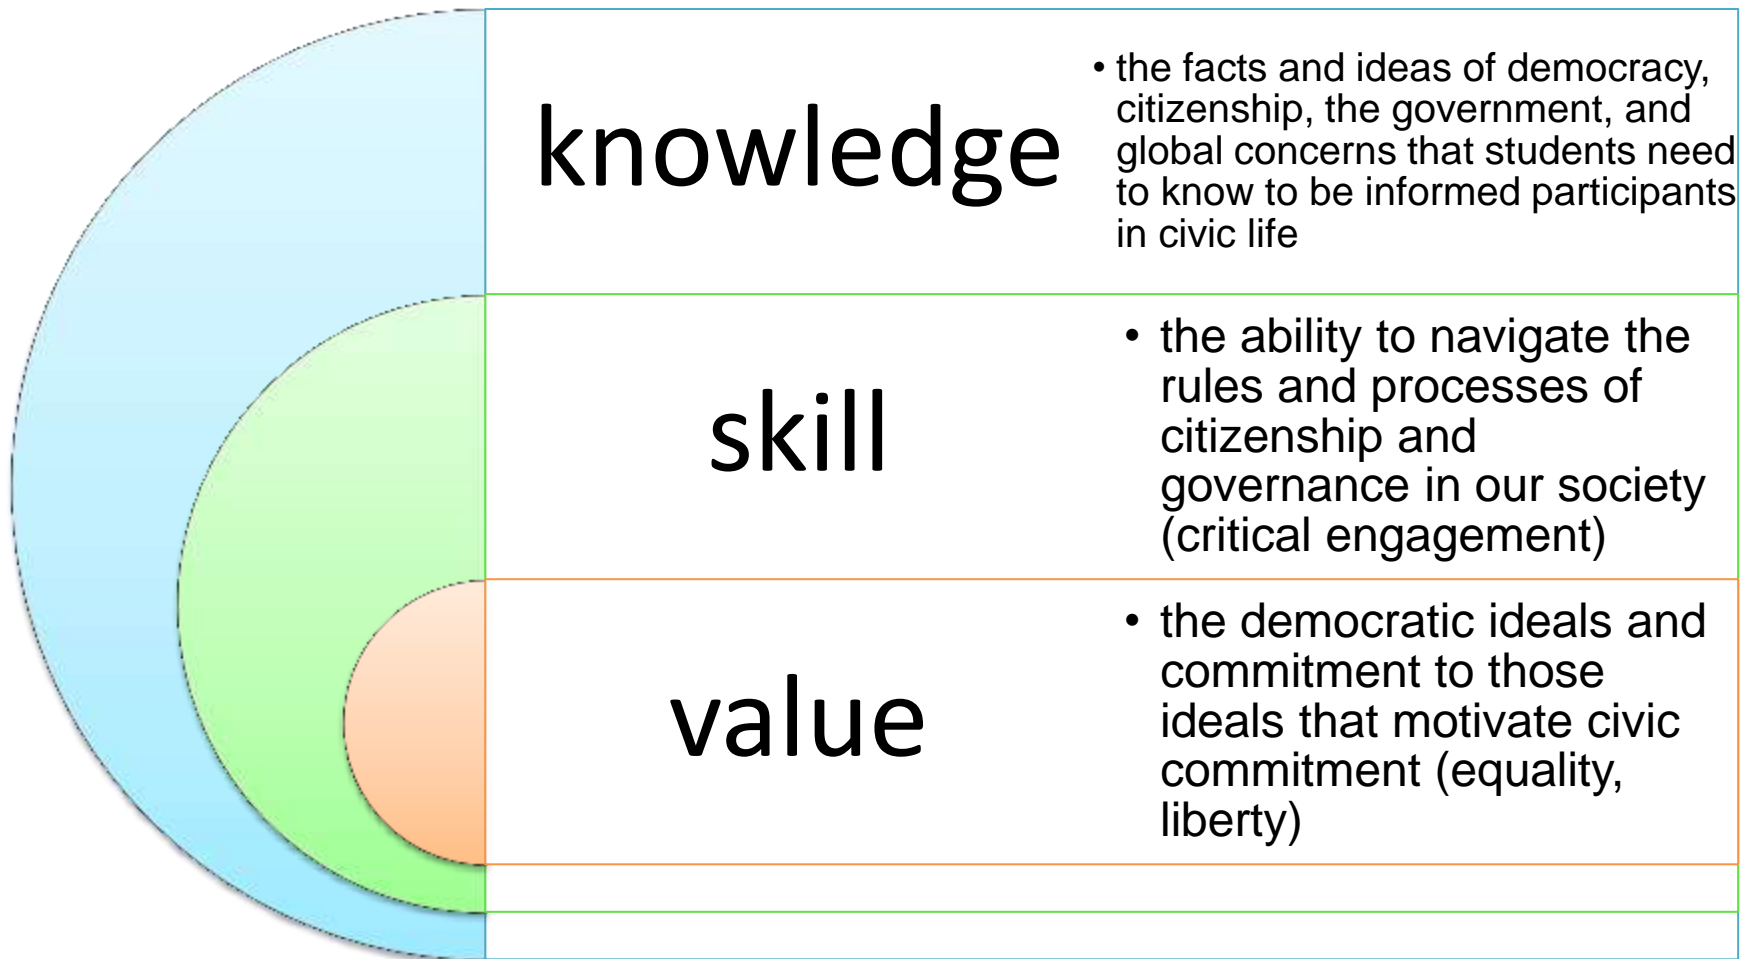 knowledge
• the facts and ideas of democracy,
citizenship, the government, and
global concerns that students need
to know to be informed participants
in civic life
skill
• the ability to navigate the
rules and processes of
citizenship and
governance in our society
(critical engagement)
value
• the democratic ideals and
commitment to those
ideals that motivate civic
commitment (equality,
liberty)